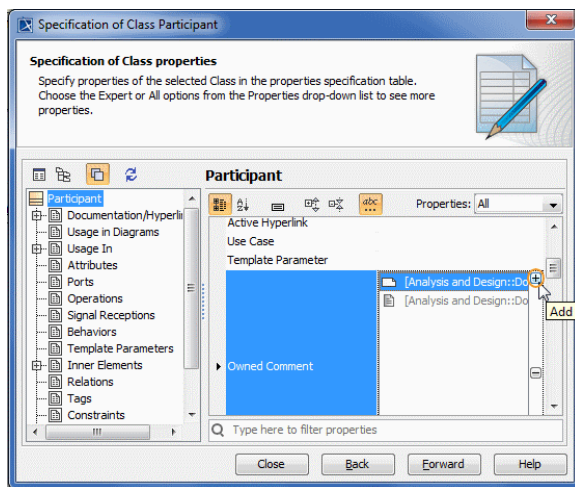 Specification of Class Participant
Specification of Class properties
Specify properties of the selected Class in the properties specification table.
Choose the Expert or All options from the Properties drop-down list to see more
properties.
Participant
Properties: All
Participant
Documentation/Hyperli
Usage in Diagrams
Usage In
Attributes
Ports
Operations
Signal Receptions
Behaviors
Template Parameters
Inner Elements
Relations
Tags
Constraints
Active Hyperlink
Use Case
Template Parameter
Owned Comment
[Analysis and Design::Do
[Analysis and Design::Do
Add
Type here to filter properties
Close Back Forward Help